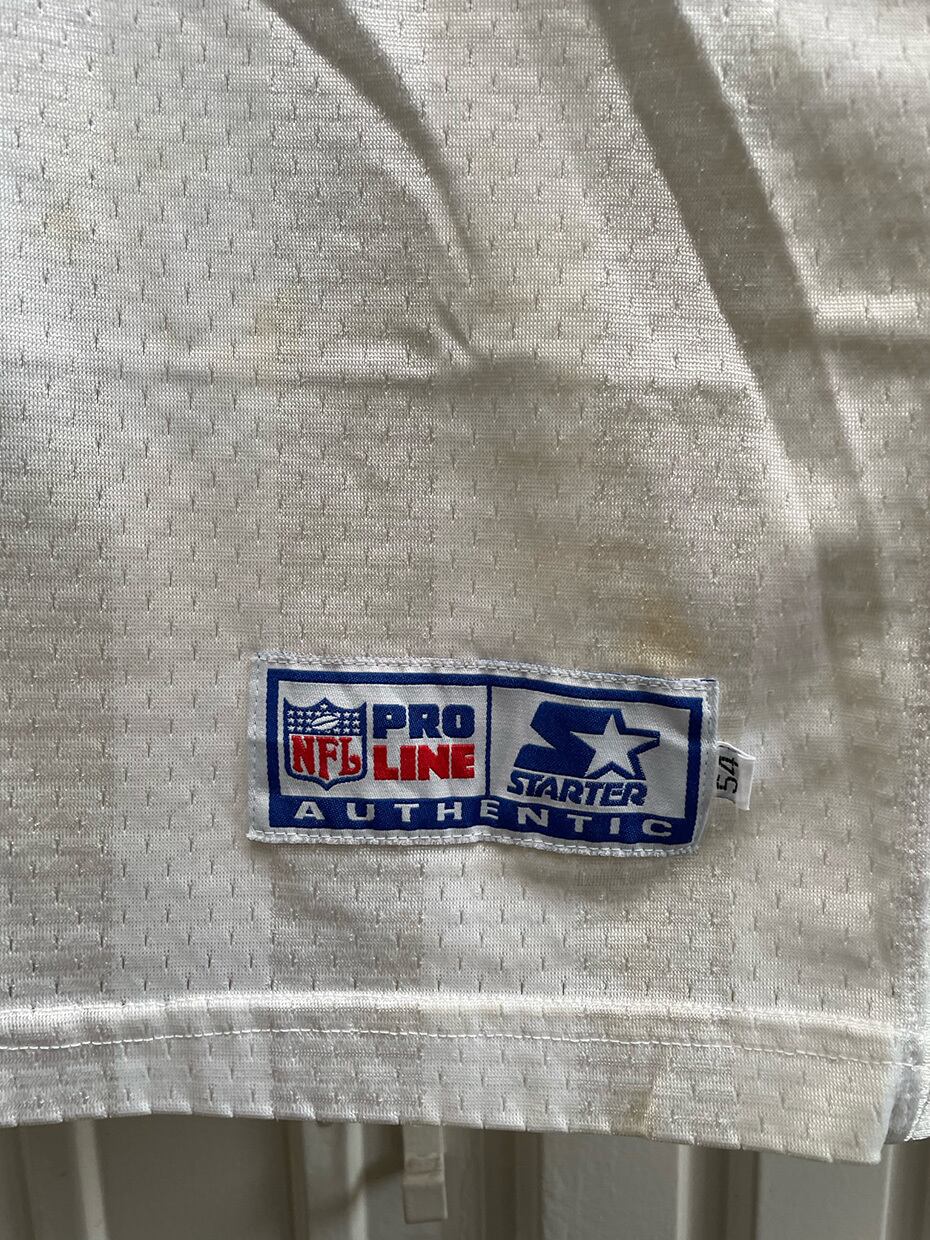 NFL
PRO
LINE
STARTER
AUTHENTIC
54